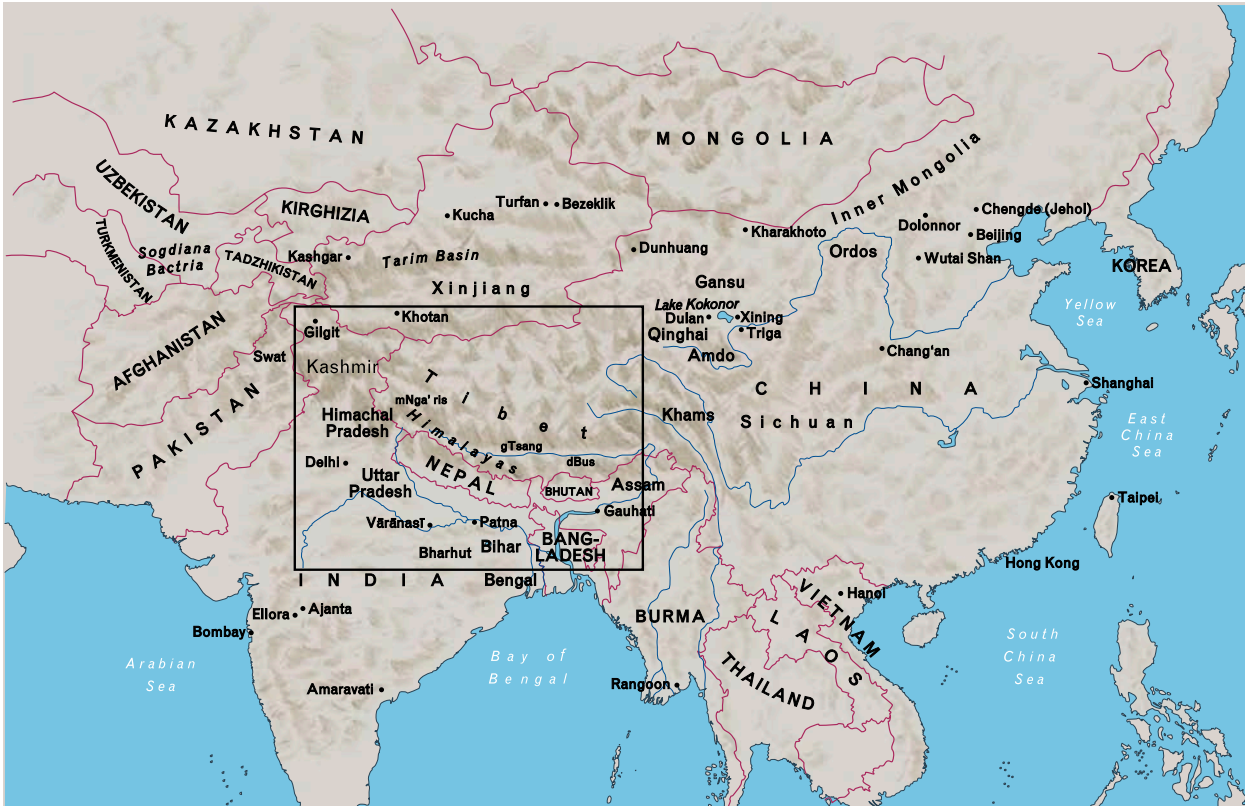 KAZAKHSTAN
MONGOLIA
Inner Mongolia
UZBEKISTAN
KIRGHIZIA
Turfan
Bezeklik
Kucha
Chengde (Jehol)
Dolonnor
Beijing
TURKMENISTAN
Sogdiana
Bactria
TADZHIKISTAN
Kashgar
Tarim Basin
Dunhuang
Kharakhoto
Ordos
Wutai Shan
KOREA
Xinjiang
Gansu
Lake Kokonor
Dulan
Xining
Qinghai
Triga
Amdo
Yellow
Sea
AFGHANISTAN
Gilgit
Khotan
Swat
Kashmir
Chang'an
PAKISTAN
Tibet
mNga' ris
Himalayas
Himachal
Pradesh
CHINA
Shanghai
Khams
Sichuan
East
China
Sea
gTsang
dBus
Delhi
NEPAL
Uttar
Pradesh
BHUTAN
Assam
Gauhati
Taipei
Vārānasī
Patna
Bharhut
Bihar
BANG-
LADESH
Hong Kong
INDIA
Bengal
Ellora
Ajanta
Bombay
BURMA
VIETNAM
Hanoi
LAOS
Arabian
Sea
Bay of
Bengal
South
China
Sea
Amaravati
Rangoon
THAILAND